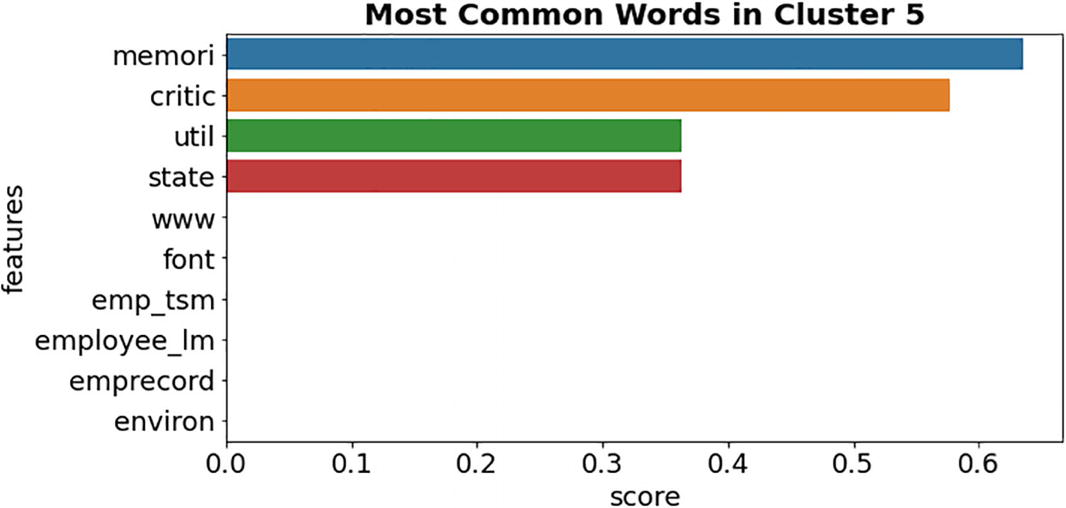 Most Common Words in Cluster 5
features
memori
critic
util
state
www
font
emp_tsm
employee_lm
emprecord
environ
0.0 0.1 0.2 0.3 0.4 0.5 0.6
score